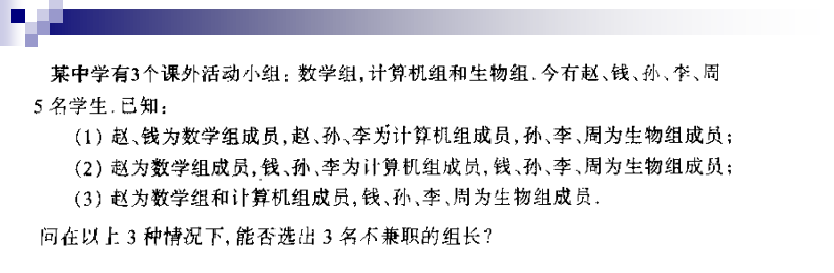 某中学有3个课外活动小组：数学组,计算机组和生物组.今有赵、钱、孙、李、周
5名学生.已知：
(1) 赵、钱为数学组成员,赵、孙、李为计算机组成员,孙、李、周为生物组成员；
(2) 赵为数学组成员,钱、孙、李为计算机组成员,钱、孙、李、周为生物组成员；
(3) 赵为数学组和计算机组成员,钱、孙、李、周为生物组成员.
问在以上3种情况下,能否选出3名不兼职的组长?